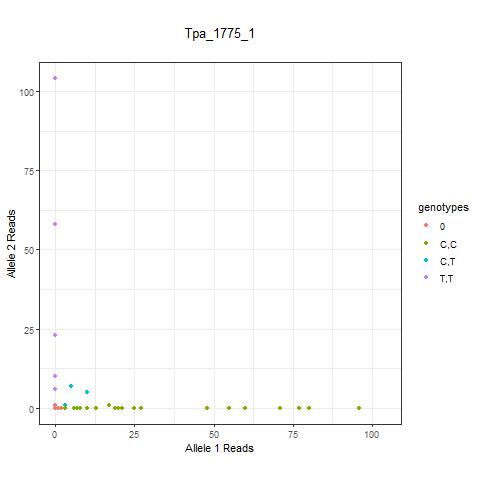 Tpa_1775_1
100
75
50
25
0
Allele 2 Reads
0
25
50
75
100
Allele 1 Reads
genotypes
0
C,C
C,T
T,T